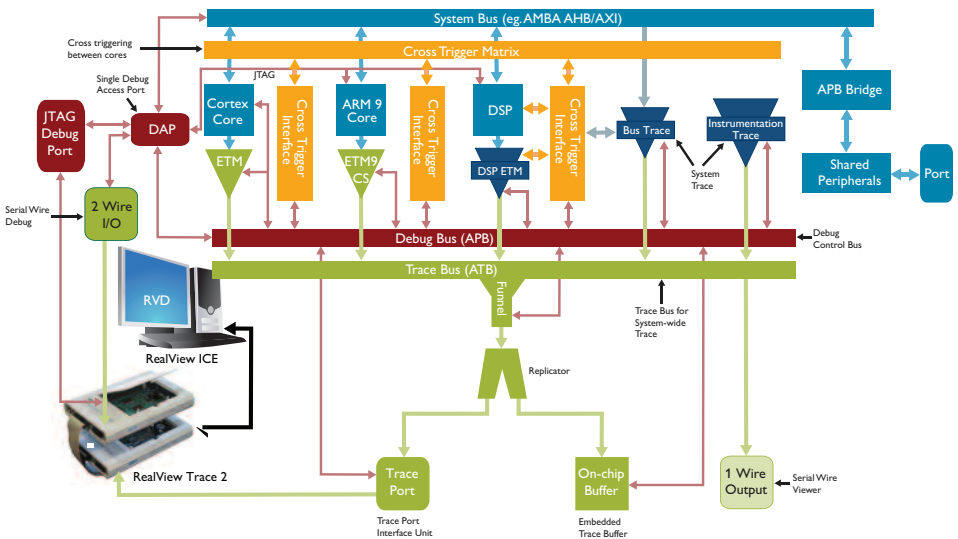 System Bus (eg. AMBA AHB/AXI)
Cross triggering
between cores
Cross Trigger Matrix
JTAG
Single Debug
Access Port
JTAG
Debug
Port
DAP
Cortex
Core
Cross Trigger
Interface
ARM 9
Core
Cross Trigger
Interface
DSP
Cross Trigger
Interface
Bus Trace
Instrumentation
Trace
APB Bridge
ETM
ETM9
CS
DSP ETM
System
Trace
Shared
Peripherals
Port
Serial Wire
Debug
2 Wire
I/O
Debug Bus (APB)
Debug
Control Bus
Trace Bus (ATB)
Funnel
RVD
Trace Bus for
System-wide
Trace
RealView ICE
Replicator
RealView Trace 2
Trace
Port
On-chip
Buffer
1 Wire
Output
Serial Wire
Viewer
Trace Port
Interface Unit
Embedded
Trace Buffer